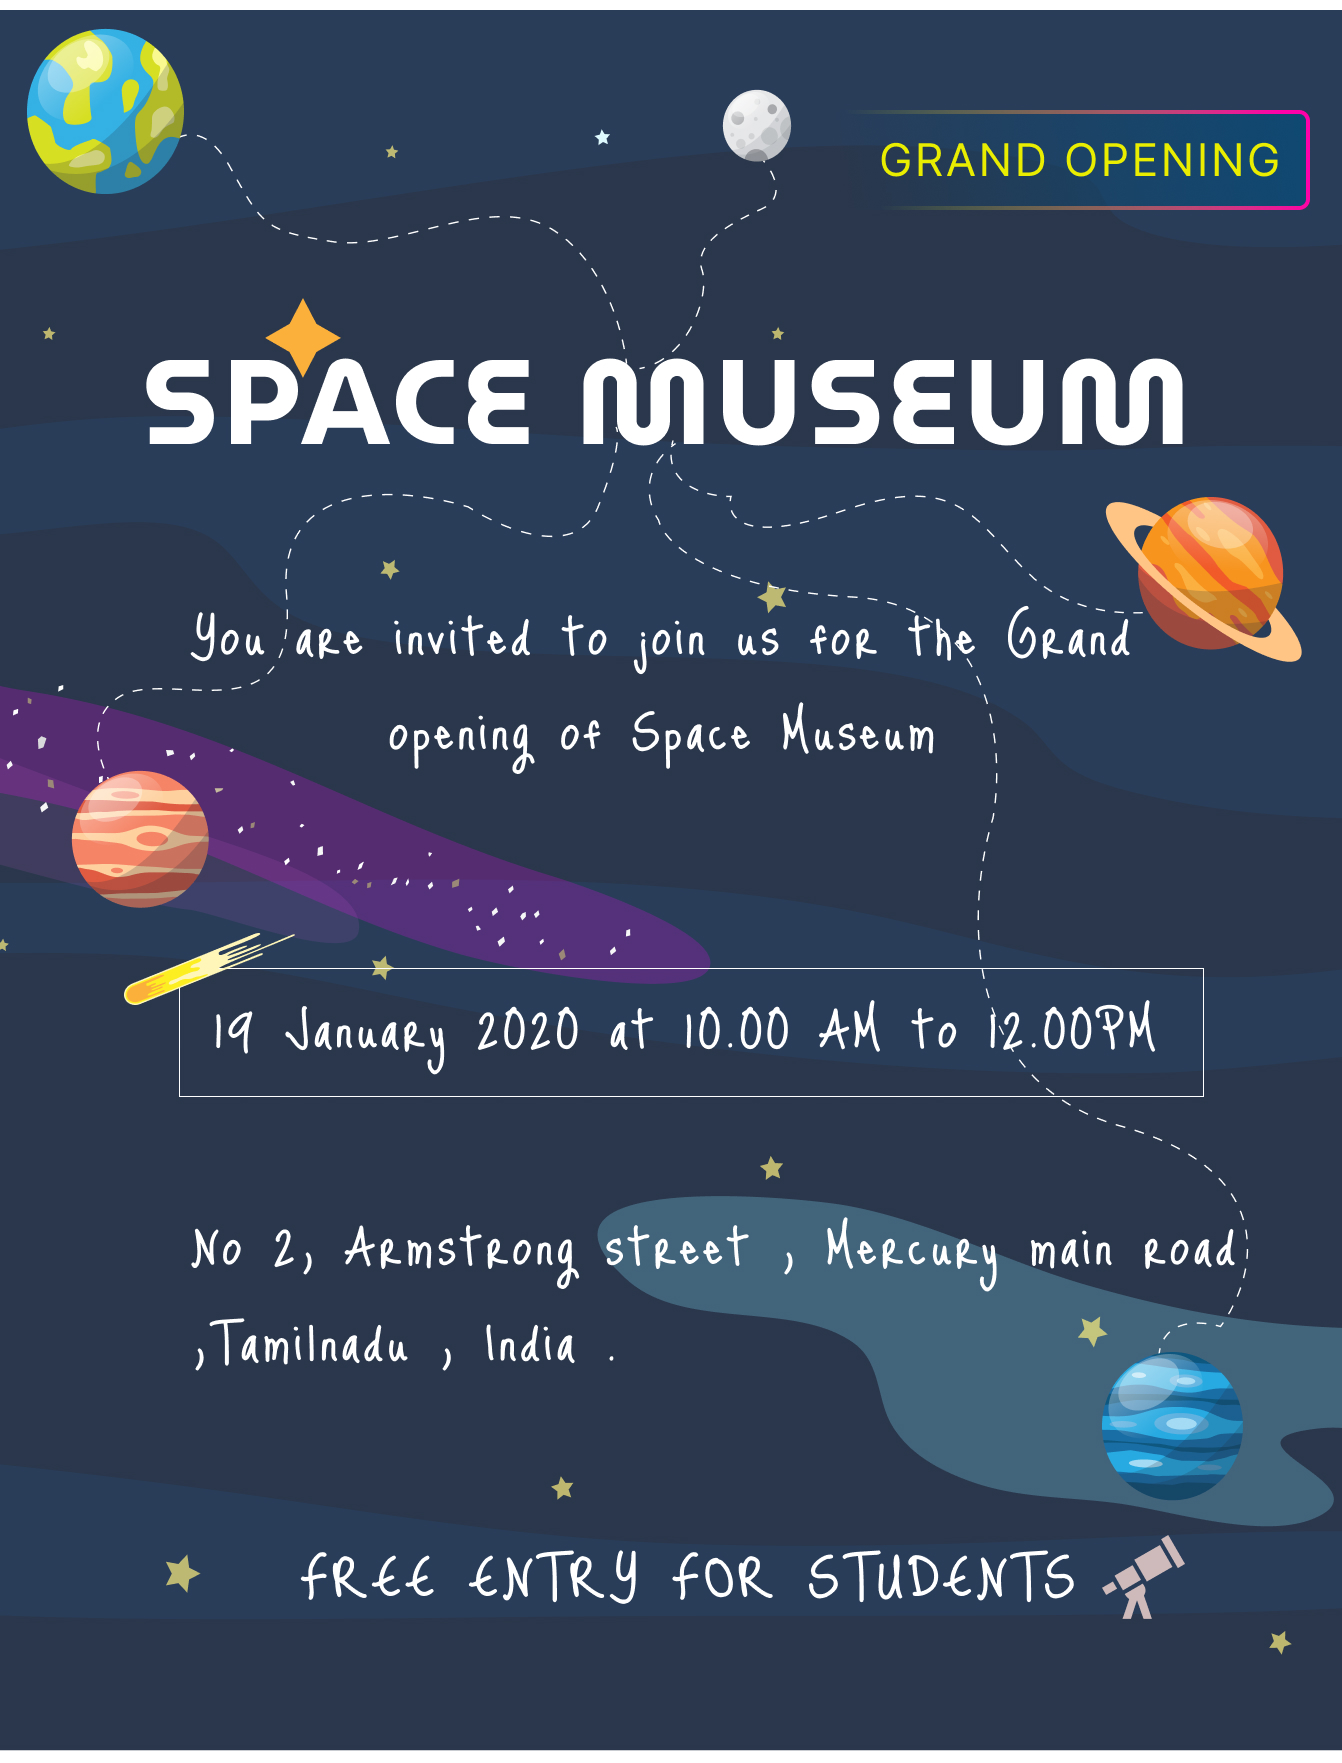 GRAND OPENING
SPACE MUSEUM
You are invited to join us for the Grand
opening of Space Museum
19 January 2020 at 10.00 AM to 12.00PM
No 2, Armstrong street , Mercury main road
,Tamilnadu , India .
FREE ENTRY FOR STUDENTS